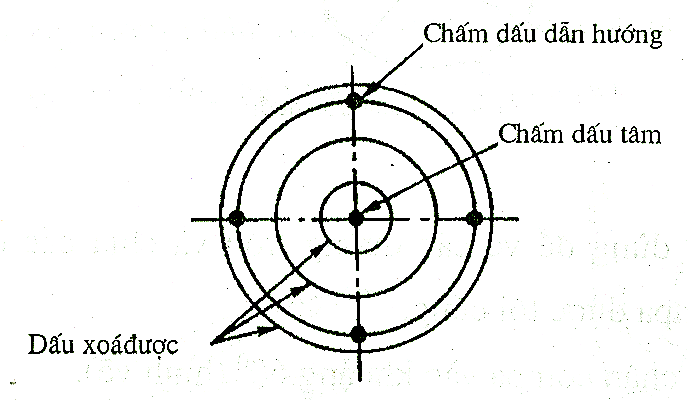 Chấm dấu dẫn hướng
Chấm dấu tâm
Dấu xoáđược